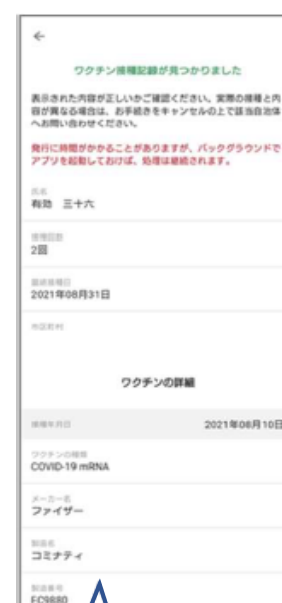 ワクチン接種記録が見つかりました
表示された内容が正しいかご確認ください。実際の接種と内
容が異なる場合は、お手続きをキャンセルの上で該当自治体
へお問い合わせください。
発行に時間がかかることがありますが、バックグラウンドで
アプリを起動しておけば、処理は継続されます。
氏名
有効 三十六
接種回数
2回
最終接種日
2021年08月31日
市区町村
ワクチンの詳細
接種年月日 2021年08月10日
ワクチンの種類
COVID-19 mRNA
メーカー名
ファイザー
製品名
コミナティ
製造番号
FC9880